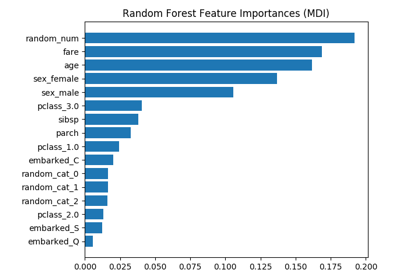 Random Forest Feature Importances (MDI)
random_num
fare
age
sex_female
sex_male
pclass_3.0
sibsp
parch
pclass_1.0
embarked_C
random_cat_0
random_cat_1
random_cat_2
pclass_2.0
embarked_S
embarked_Q
0.000 0.025 0.050 0.075 0.100 0.125 0.150 0.175 0.200